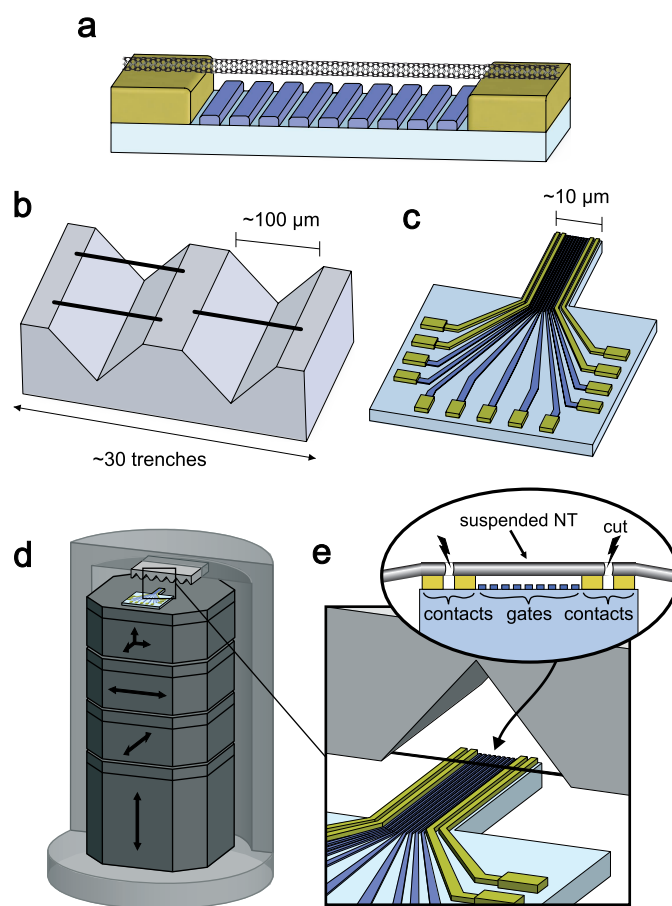 a
b
~100 µm
~30 trenches
c
~10 µm
d
e
suspended NT
cut
contacts
gates
contacts